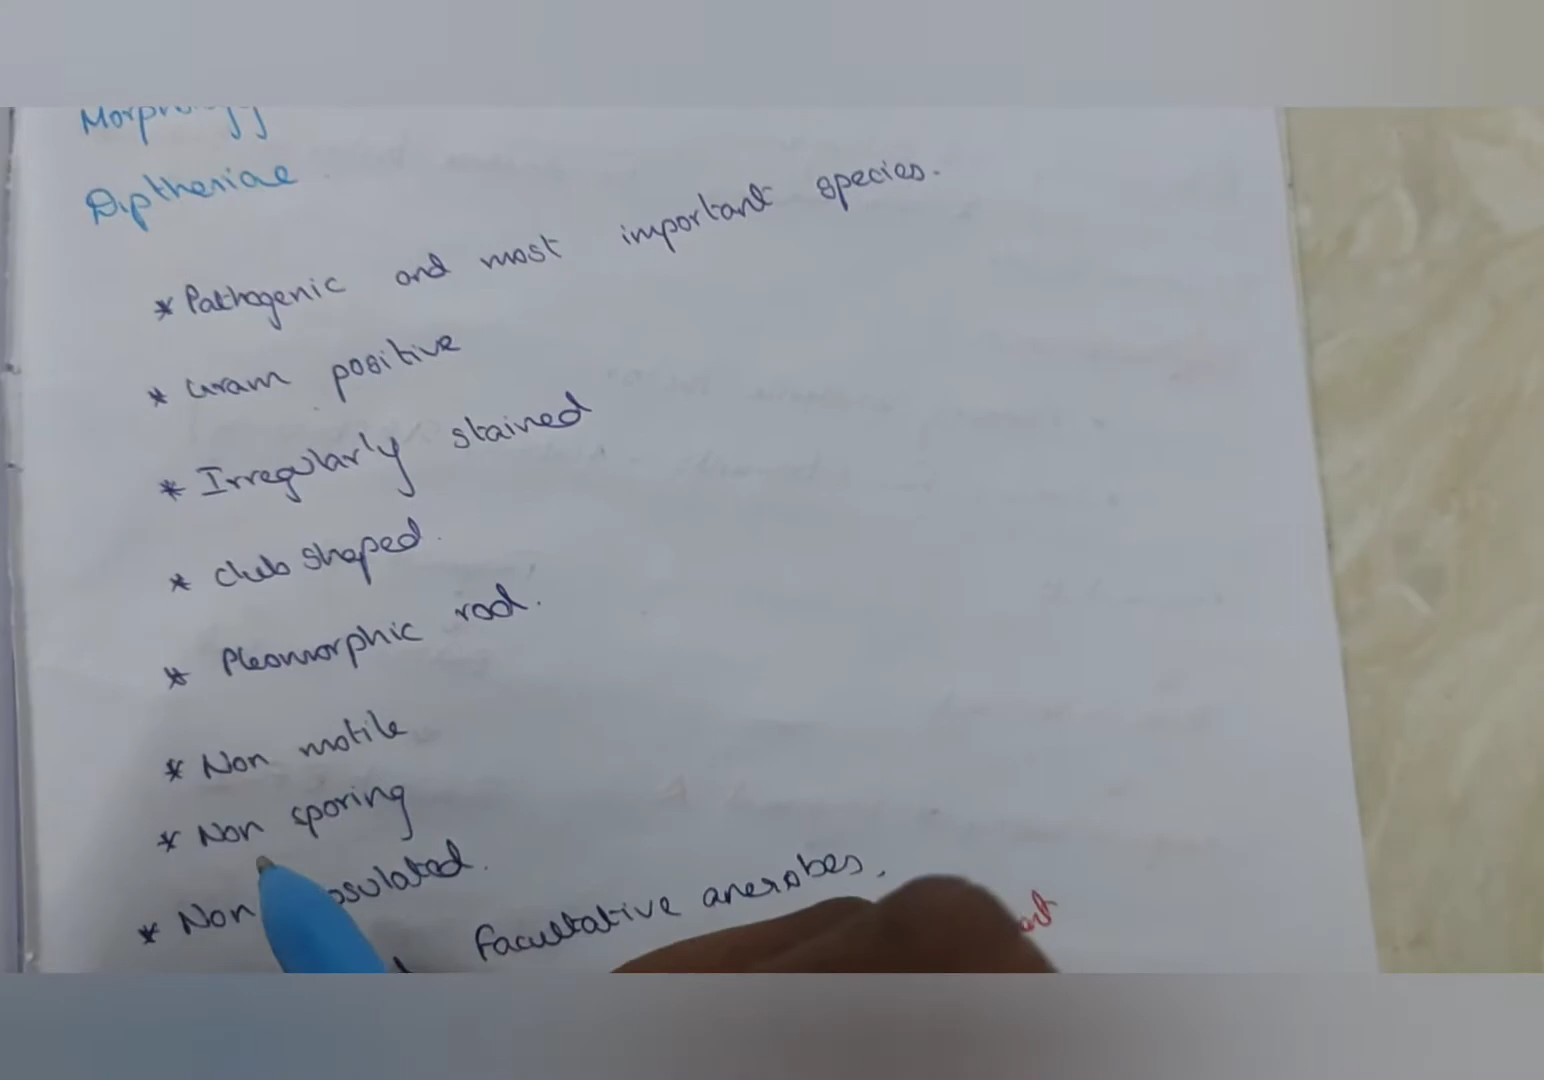 Morphology
Diptheriae
* Pathogenic and most important species.
* Gram positive
* Irregularly stained
* club shaped.
* Pleomorphic rod.
* Non motile
* Non sporing
* Non
facultative anerobes.